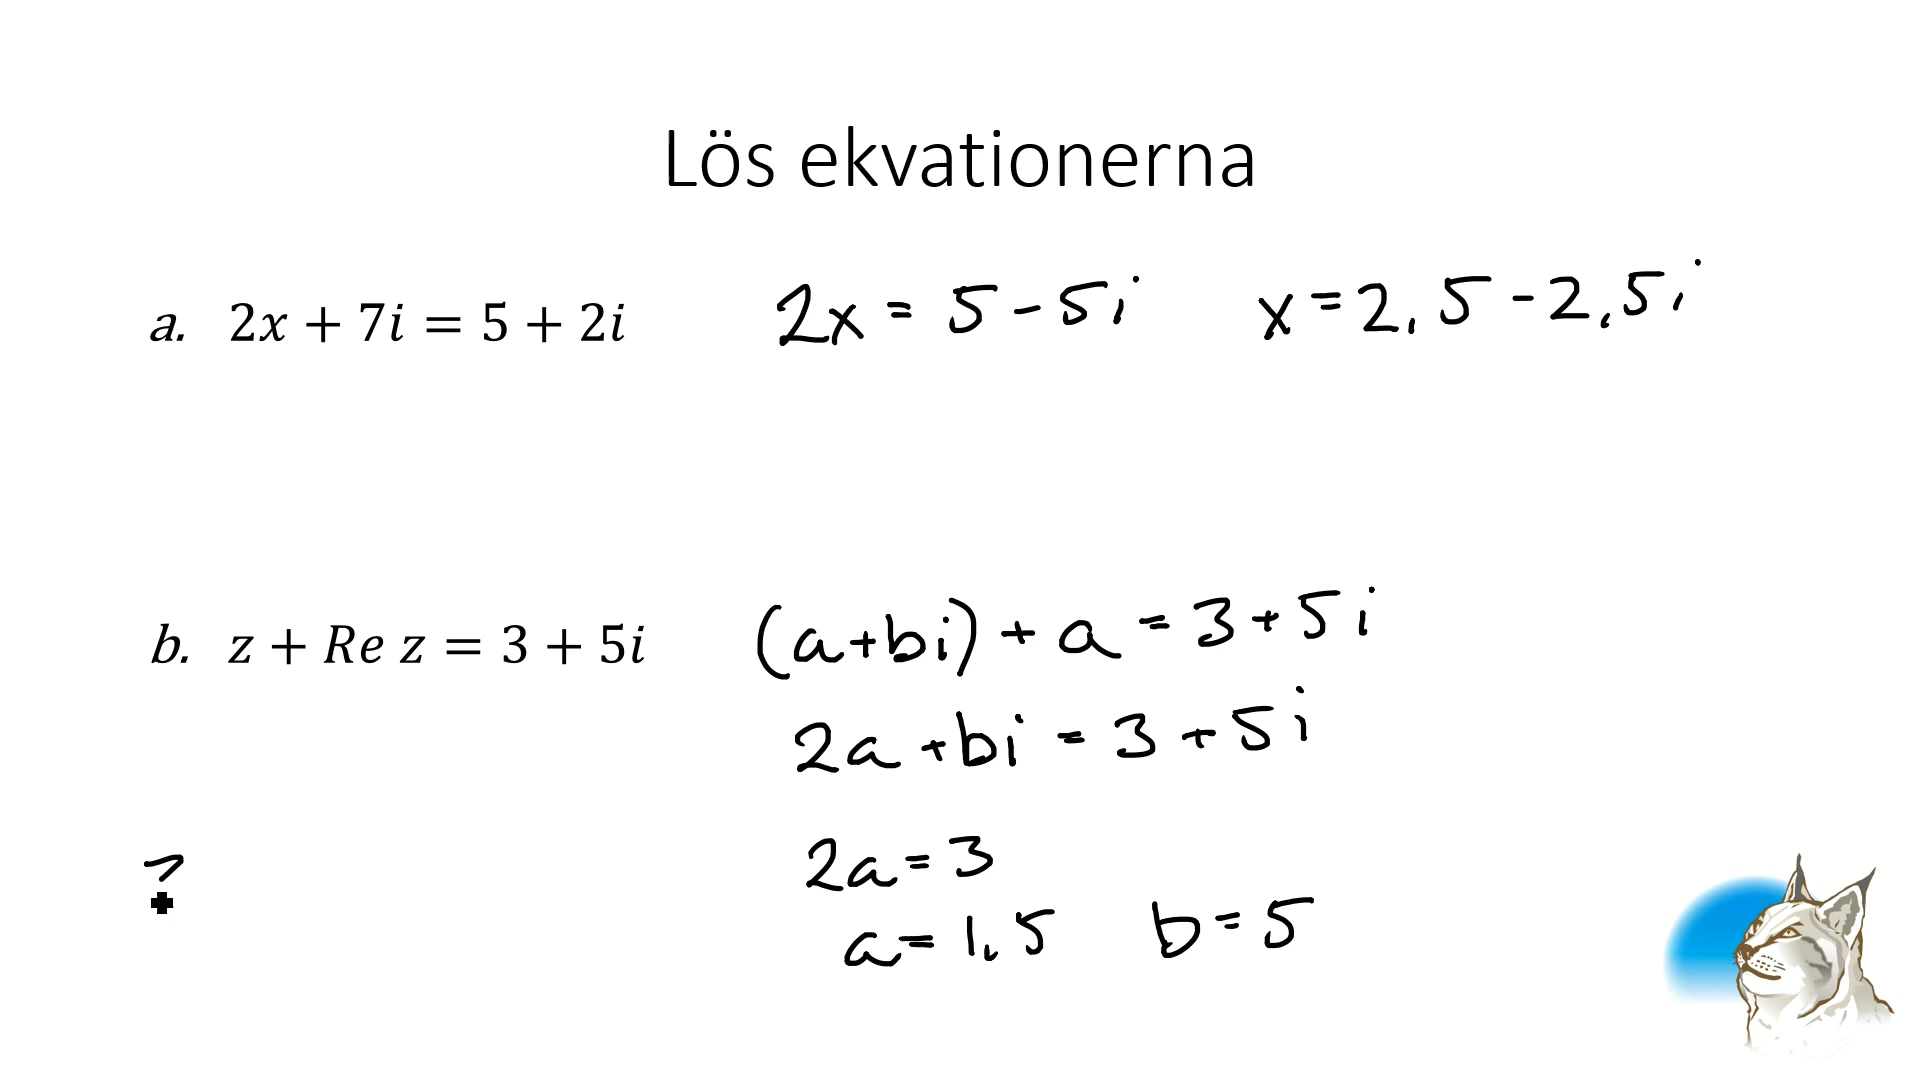 Lös ekvationerna
a. 2x + 7i = 5 + 2i 2x = 5 - 5i x = 2,5 - 2,5i
b. z + Re z = 3 + 5i (a+bi) + a = 3 + 5i
2a + bi = 3 + 5i
2a = 3
a = 1,5 b = 5